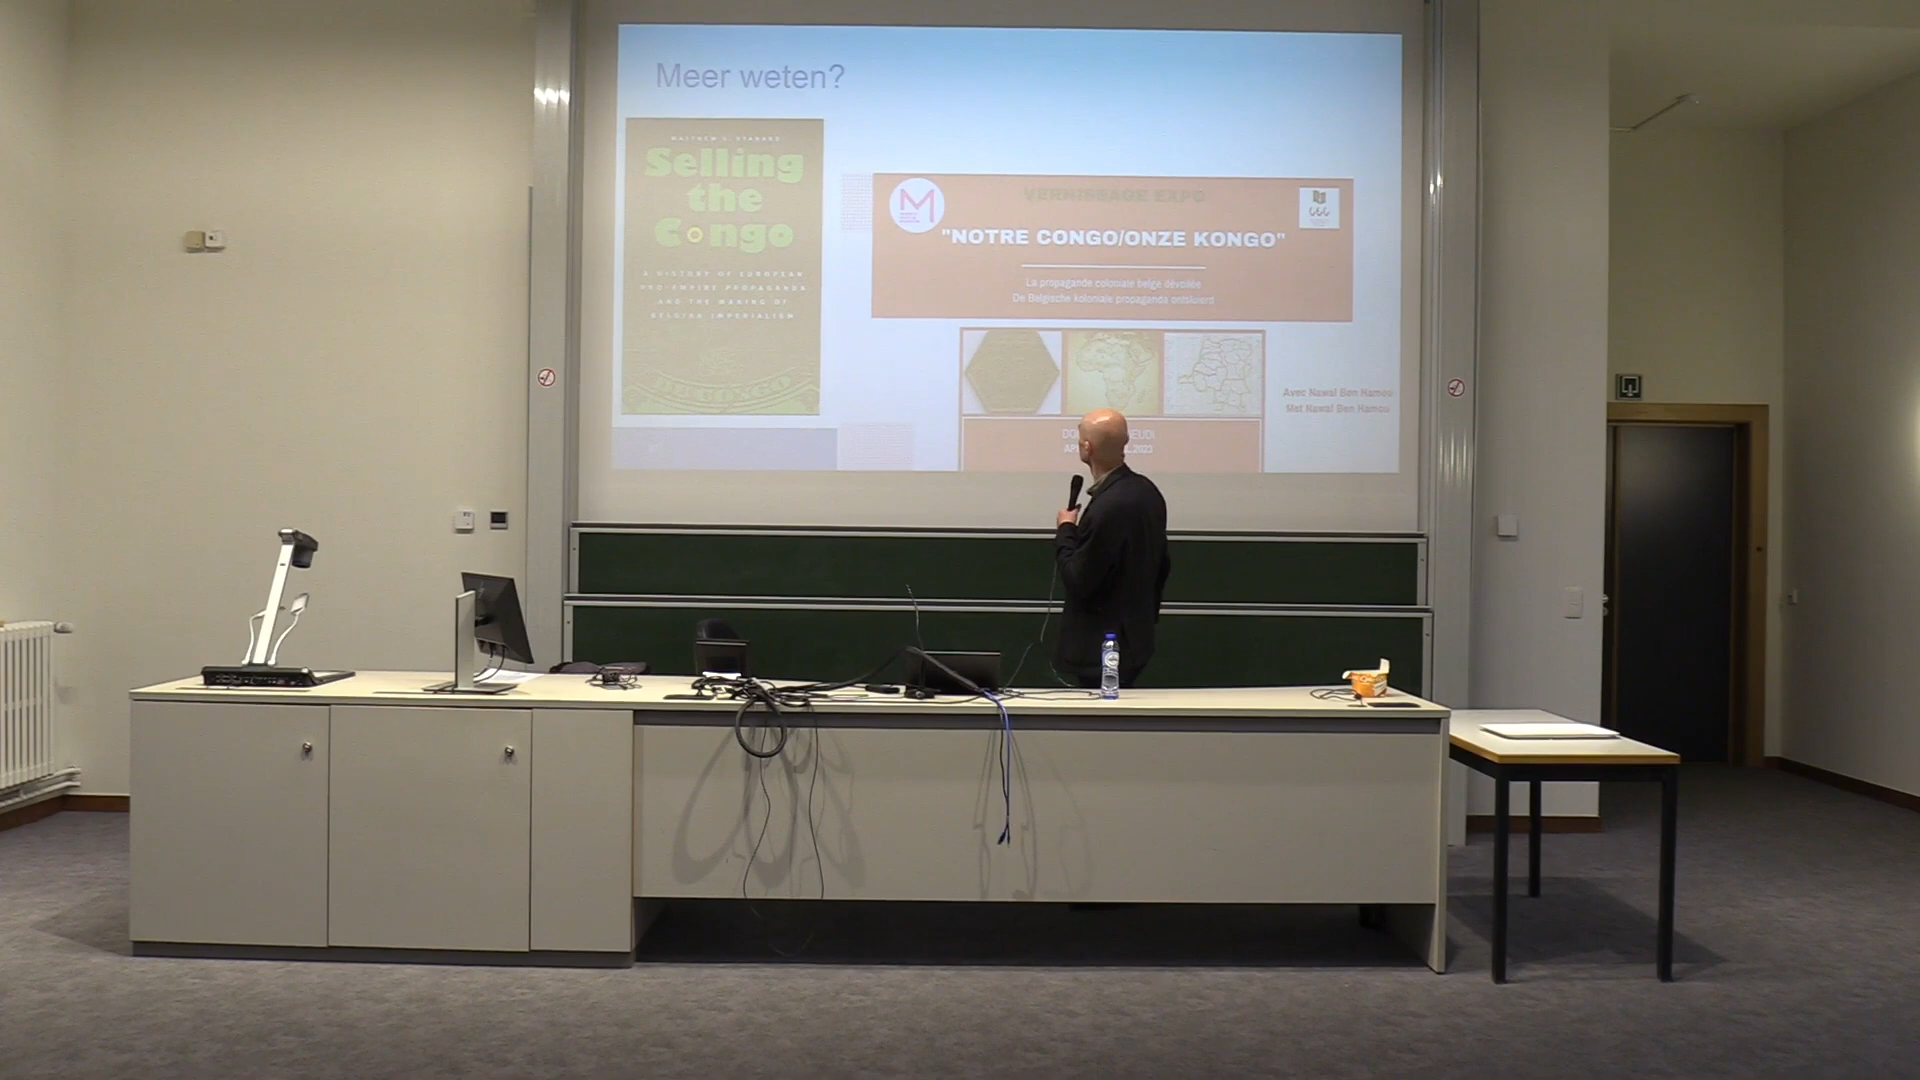 Meer weten?
MATTHEW G. STANARD
Selling
the
Congo
A HISTORY OF EUROPEAN
PRO-EMPIRE PROPAGANDA
AND THE MAKING OF
BELGIAN IMPERIALISM
VERNISSAGE EXPO
"NOTRE CONGO/ONZE KONGO"
La propagande coloniale belge dévoilée
De Belgische koloniale propaganda ontsluierd
Avec Nawal Ben Hamou
Met Nawal Ben Hamou